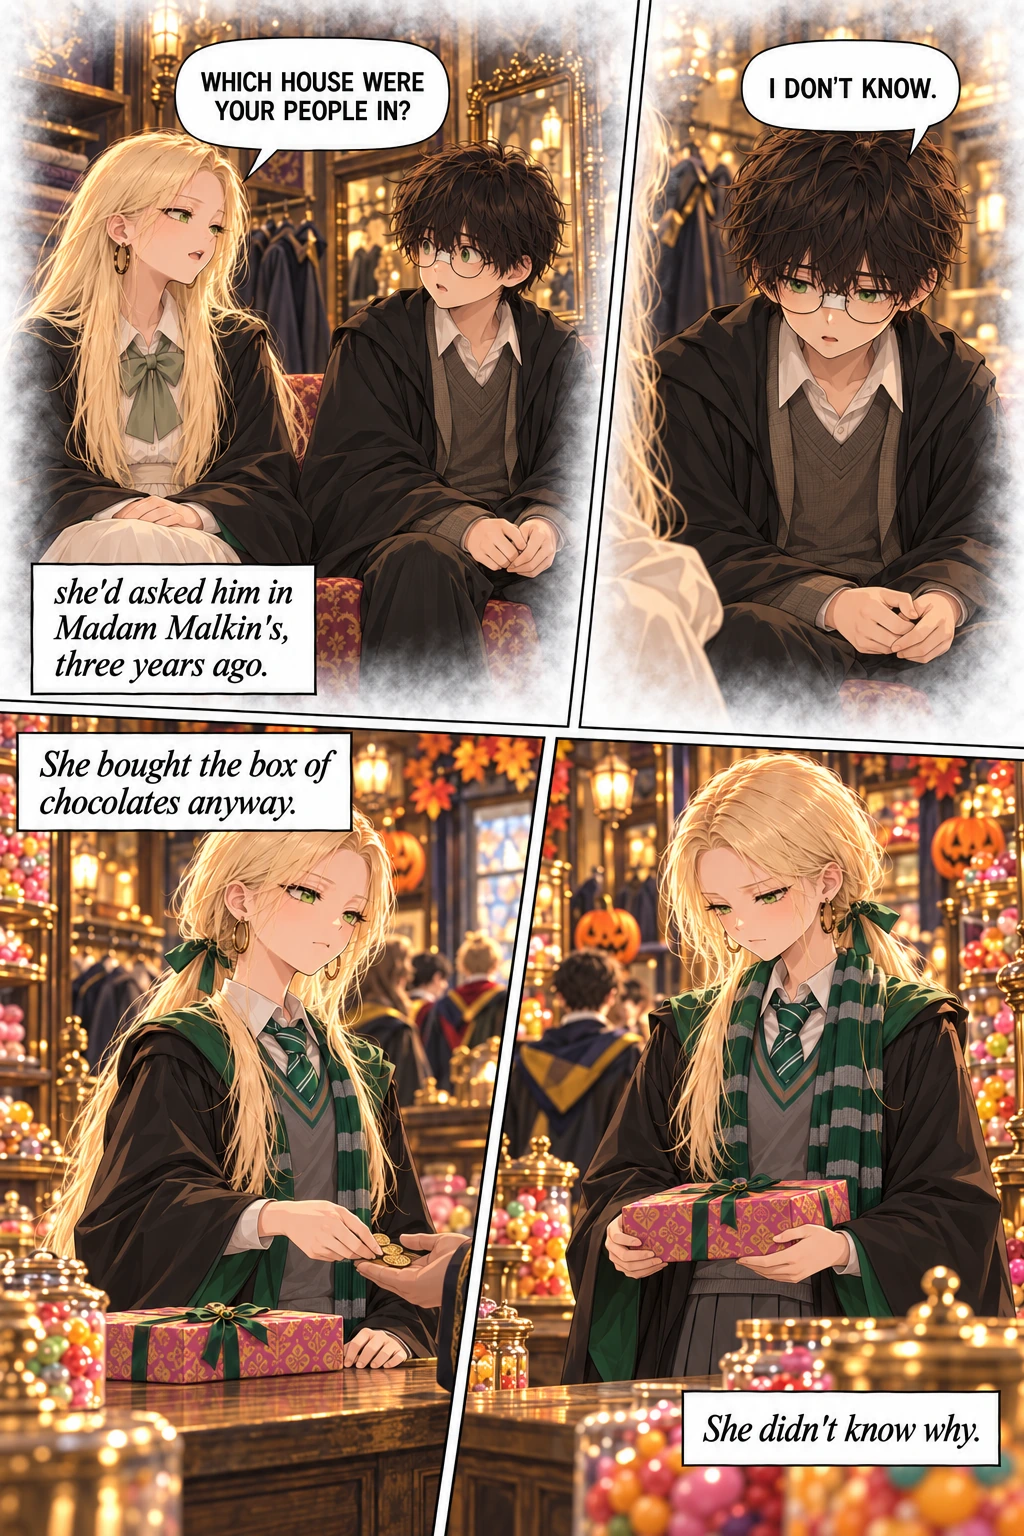 WHICH HOUSE WERE
YOUR PEOPLE IN?
I DON'T KNOW.
she'd asked him in
Madam Malkin's,
three years ago.
She bought the box of
chocolates anyway.
She didn't know why.